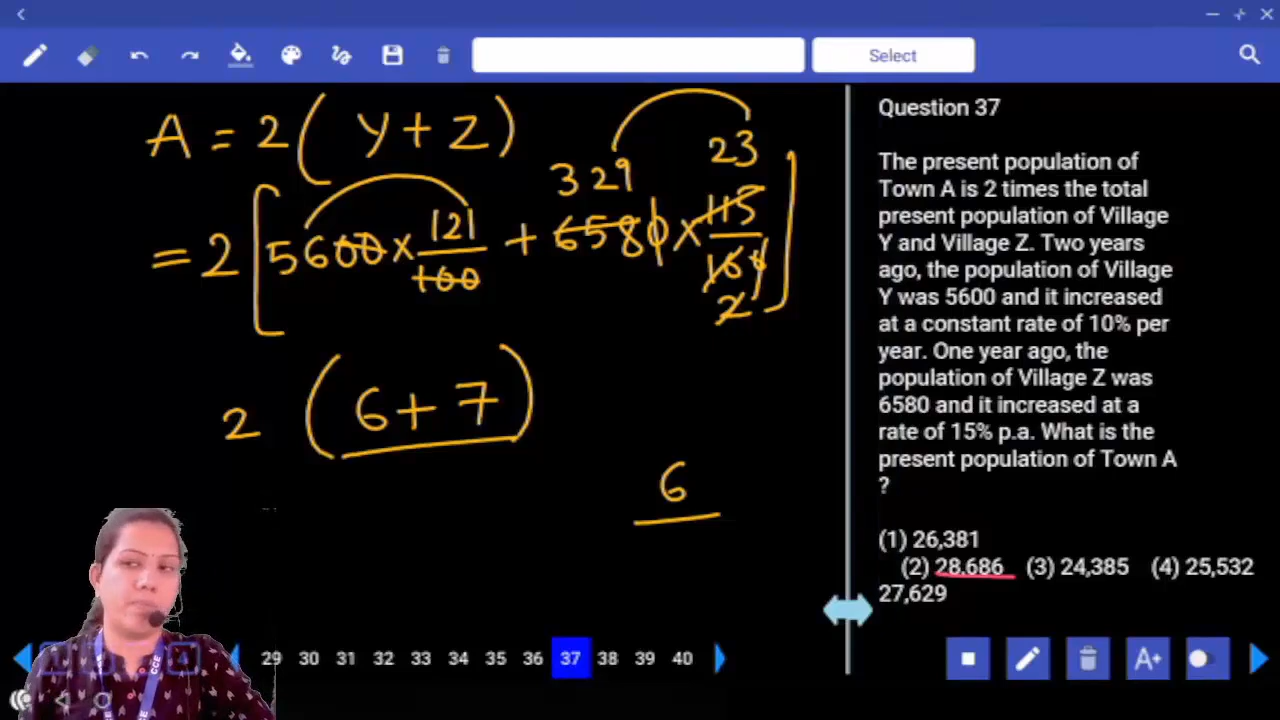 Select
A = 2 ( Y + Z )
329 23
= 2 [ 5600 × 121/100 + 6580 × 115/100 ]
2
2 ( 6 + 7 )
6
Question 37
The present population of
Town A is 2 times the total
present population of Village
Y and Village Z. Two years
ago, the population of Village
Y was 5600 and it increased
at a constant rate of 10% per
year. One year ago, the
population of Village Z was
6580 and it increased at a
rate of 15% p.a. What is the
present population of Town A
?
(1) 26,381
(2) 28.686 (3) 24,385 (4) 25,532
27,629
29 30 31 32 33 34 35 36 37 38 39 40
A+
CCE